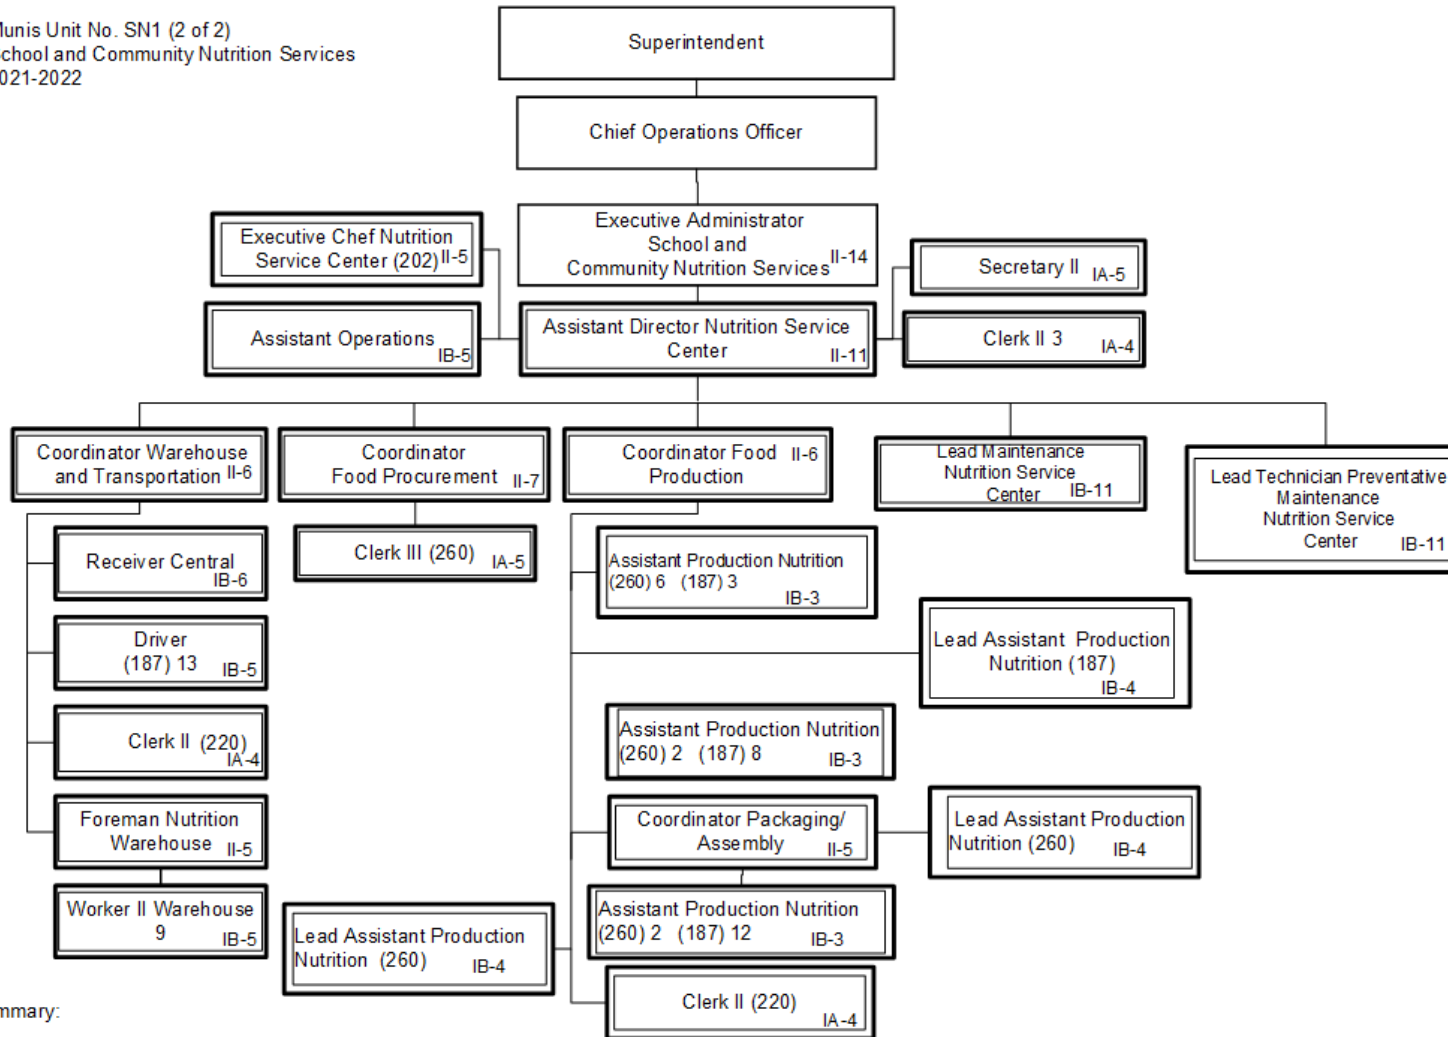 Munis Unit No. SN1 (2 of 2)
School and Community Nutrition Services
2021-2022
Superintendent
Chief Operations Officer
Executive Administrator
School and
Community Nutrition Services II-14
Executive Chef Nutrition
Service Center (202) II-5
Secretary II IA-5
Assistant Operations IB-5
Assistant Director Nutrition Service
Center II-11
Clerk II 3 IA-4
Coordinator Warehouse
and Transportation II-6
Coordinator
Food Procurement II-7
Coordinator Food II-6
Production
Lead Maintenance
Nutrition Service
Center IB-11
Lead Technician Preventative
Maintenance
Nutrition Service
Center IB-11
Receiver Central
IB-6
Clerk III (260) IA-5
Assistant Production Nutrition
(260) 6 (187) 3
IB-3
Driver
(187) 13 IB-5
Lead Assistant Production
Nutrition (187)
IB-4
Clerk II (220)
IA-4
Assistant Production Nutrition
(260) 2 (187) 8 IB-3
Foreman Nutrition
Warehouse II-5
Coordinator Packaging/
Assembly II-5
Lead Assistant Production
Nutrition (260) IB-4
Worker II Warehouse
9 IB-5
Lead Assistant Production
Nutrition (260) IB-4
Assistant Production Nutrition
(260) 2 (187) 12 IB-3
Clerk II (220)
IA-4
mmary: